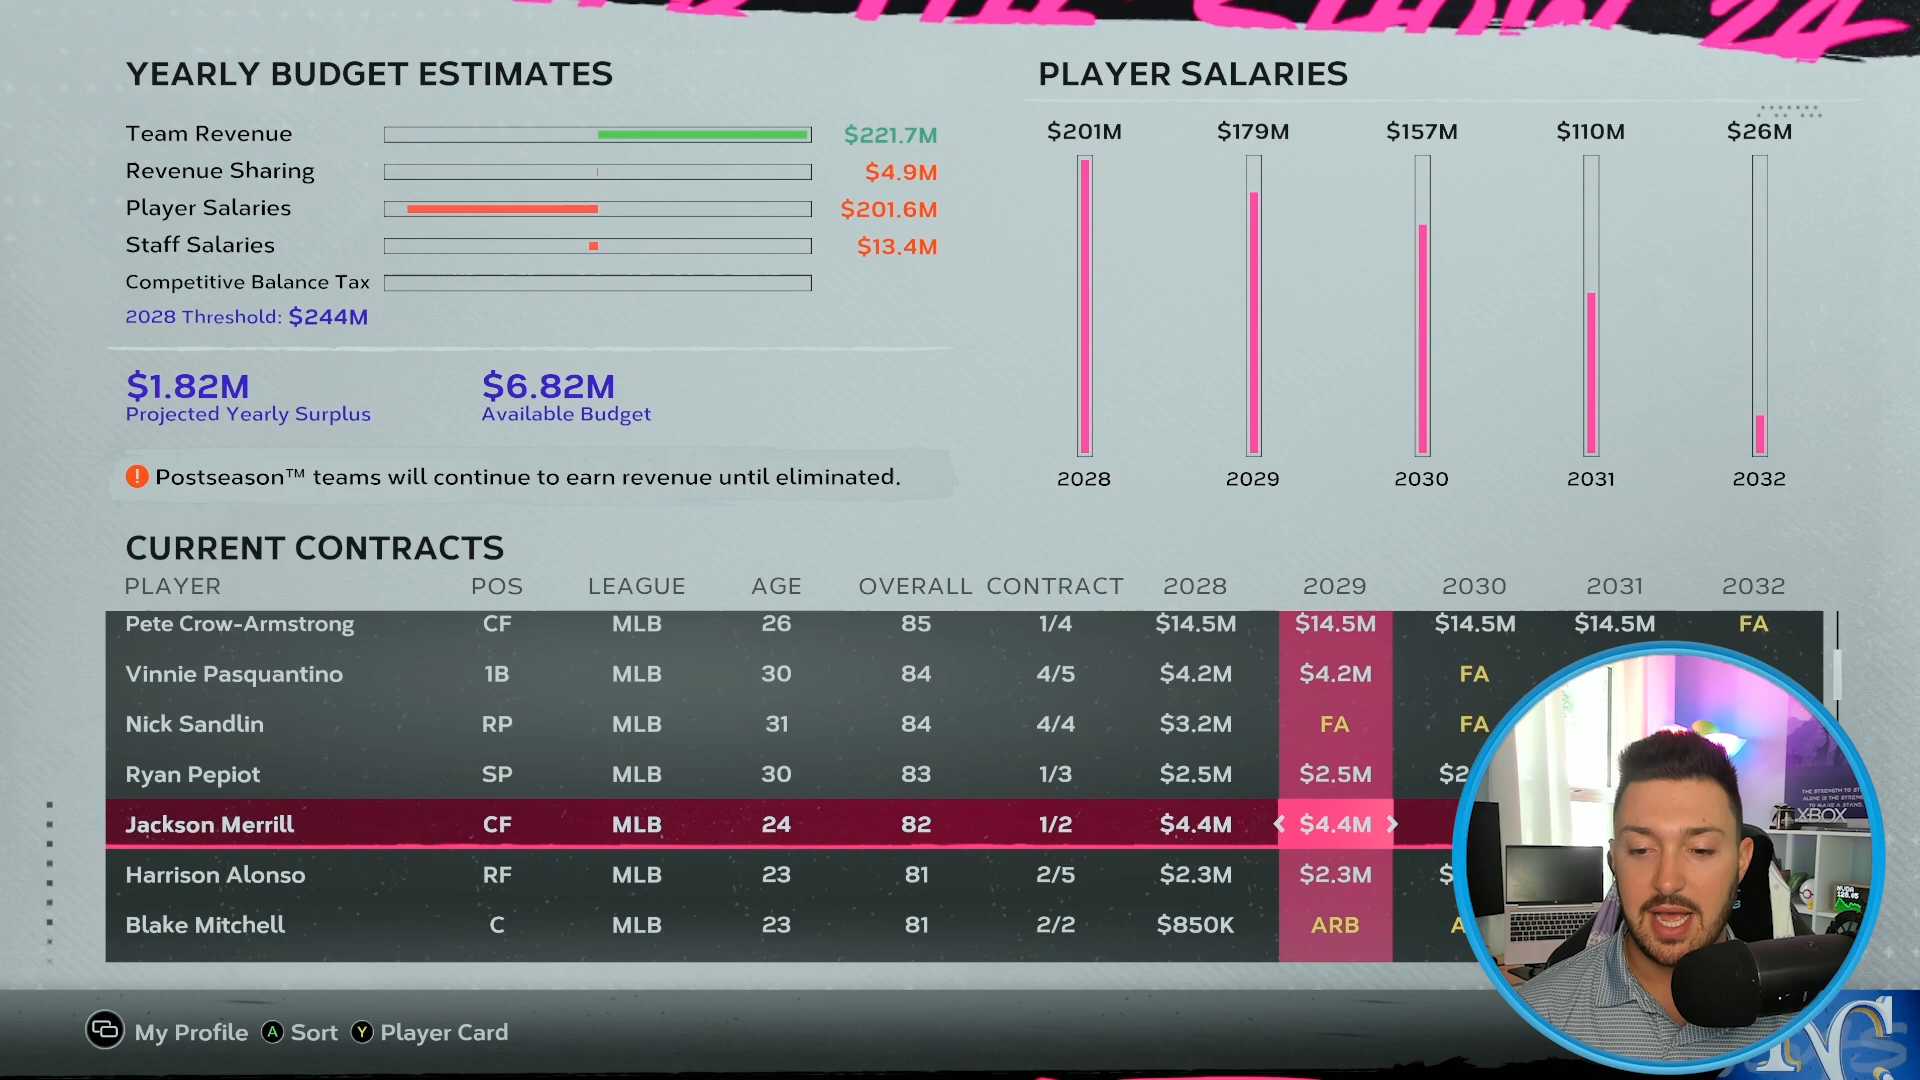 THE SHOW 24
YEARLY BUDGET ESTIMATES
Team Revenue $221.7M
Revenue Sharing $4.9M
Player Salaries $201.6M
Staff Salaries $13.4M
Competitive Balance Tax
2028 Threshold: $244M
$1.82M $6.82M
Projected Yearly Surplus Available Budget
! Postseason™ teams will continue to earn revenue until eliminated.
PLAYER SALARIES
$201M $179M $157M $110M $26M
2028 2029 2030 2031 2032
CURRENT CONTRACTS
PLAYER POS LEAGUE AGE OVERALL CONTRACT 2028 2029 2030 2031 2032
Pete Crow-Armstrong CF MLB 26 85 1/4 $14.5M $14.5M $14.5M $14.5M FA
Vinnie Pasquantino 1B MLB 30 84 4/5 $4.2M $4.2M FA
Nick Sandlin RP MLB 31 84 4/4 $3.2M FA FA
Ryan Pepiot SP MLB 30 83 1/3 $2.5M $2.5M $2
Jackson Merrill CF MLB 24 82 1/2 $4.4M $4.4M
Harrison Alonso RF MLB 23 81 2/5 $2.3M $2.3M $
Blake Mitchell C MLB 23 81 2/2 $850K ARB A
XBOX
My Profile A Sort Y Player Card